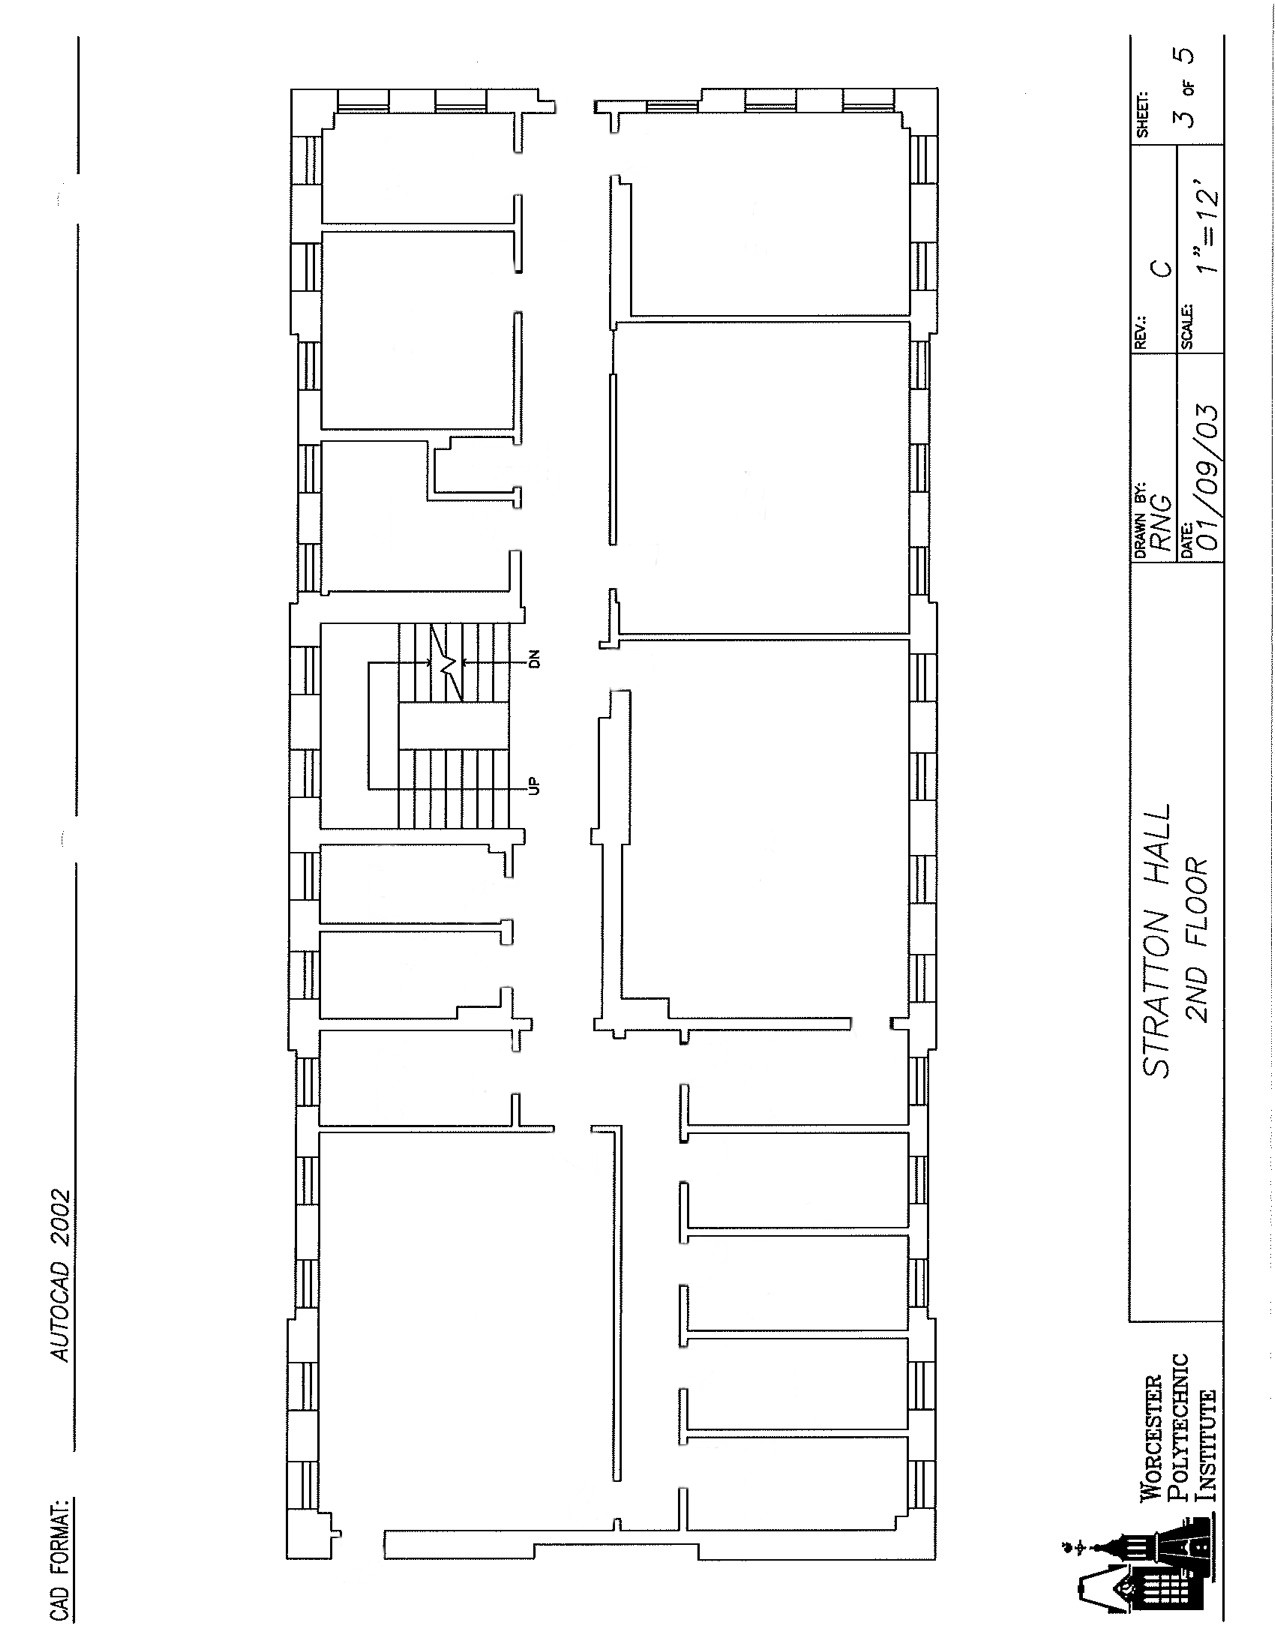 CAD FORMAT: AUTOCAD 2002
UP
DN
WORCESTER
POLYTECHNIC
INSTITUTE
STRATTON HALL
2ND FLOOR
DRAWN BY:
RNG
DATE:
01/09/03
REV.:
C
SCALE:
1"=12'
SHEET:
3 OF 5